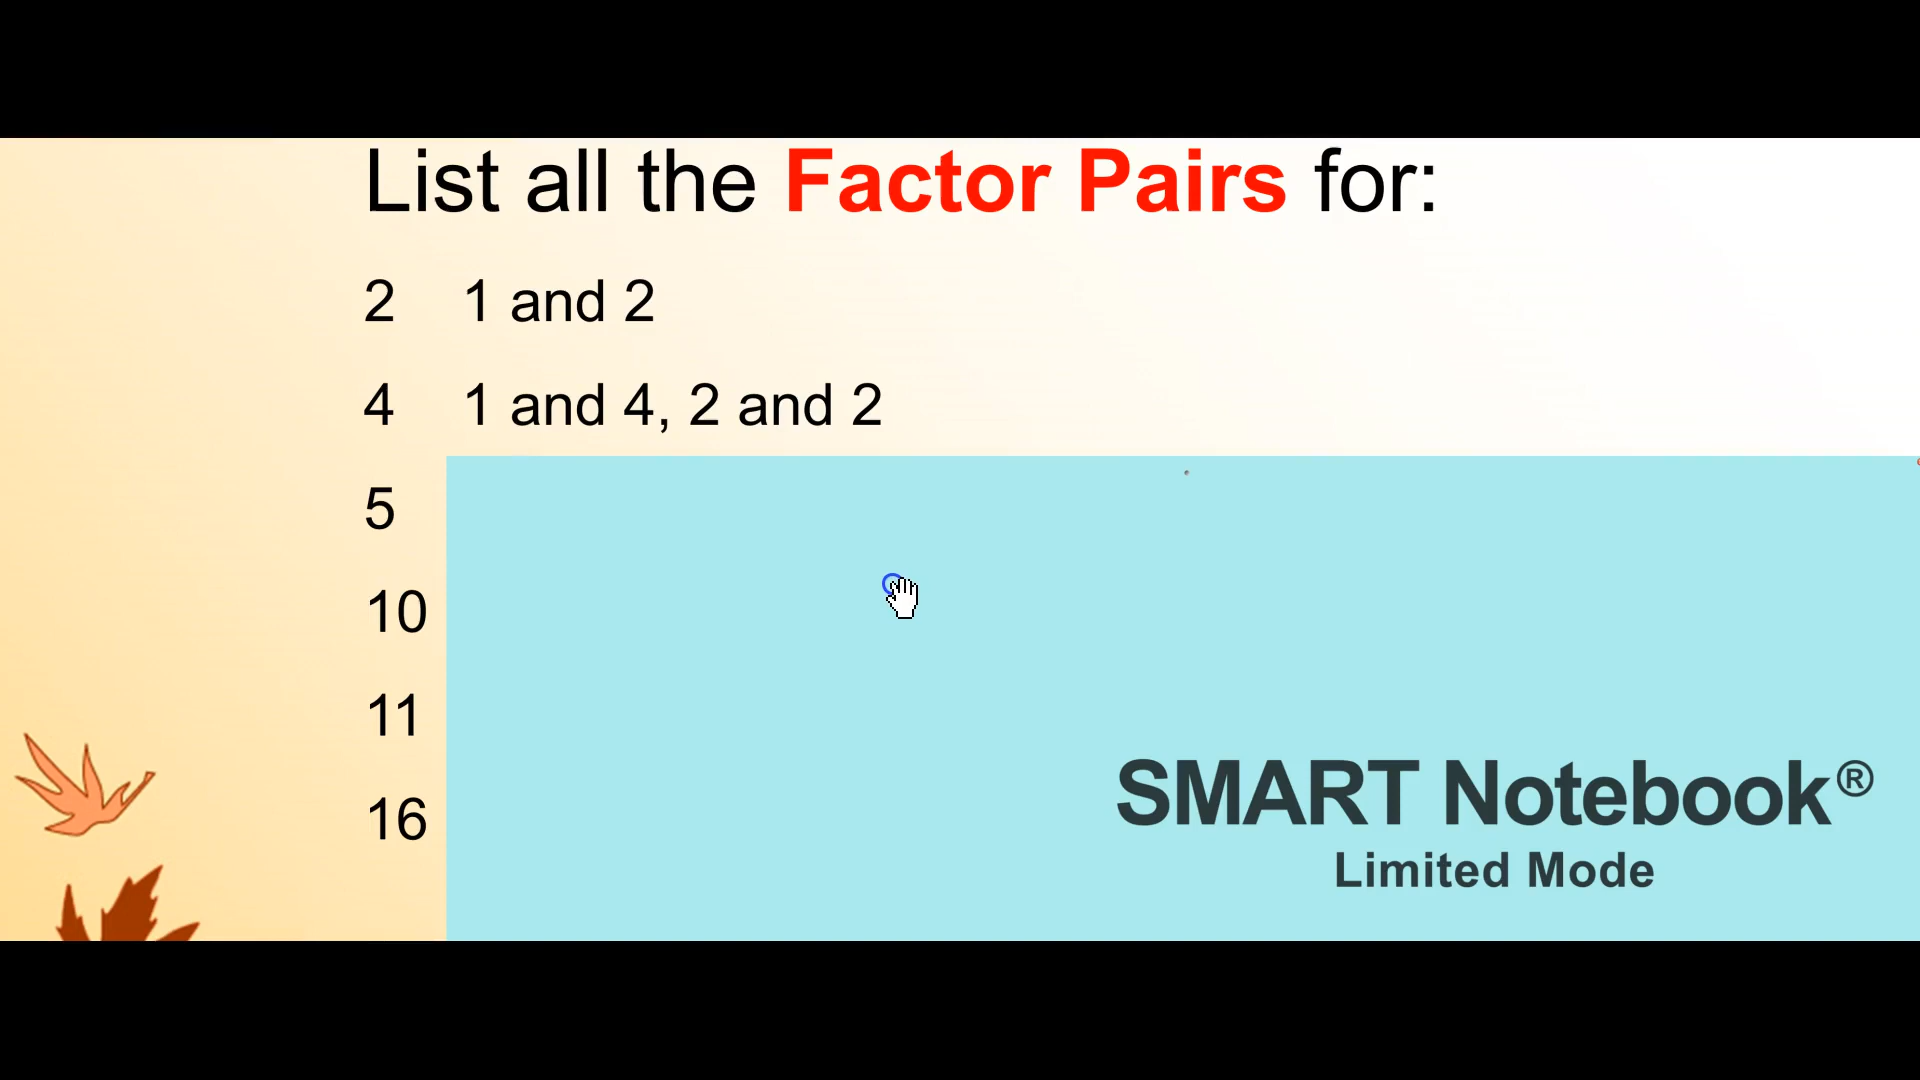 List all the Factor Pairs for:
2 1 and 2
4 1 and 4, 2 and 2
5
10
11
16
SMART Notebook®
Limited Mode